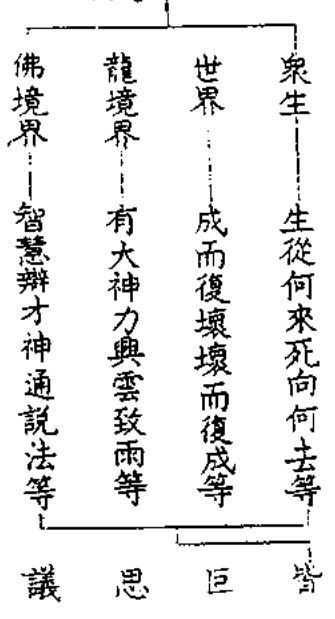 眾生
生從何來死向何去等
世界
成而復壞壞而復成等
龍境界
有大神力興雲致雨等
佛境界
智慧辯才神通說法等
皆叵思議